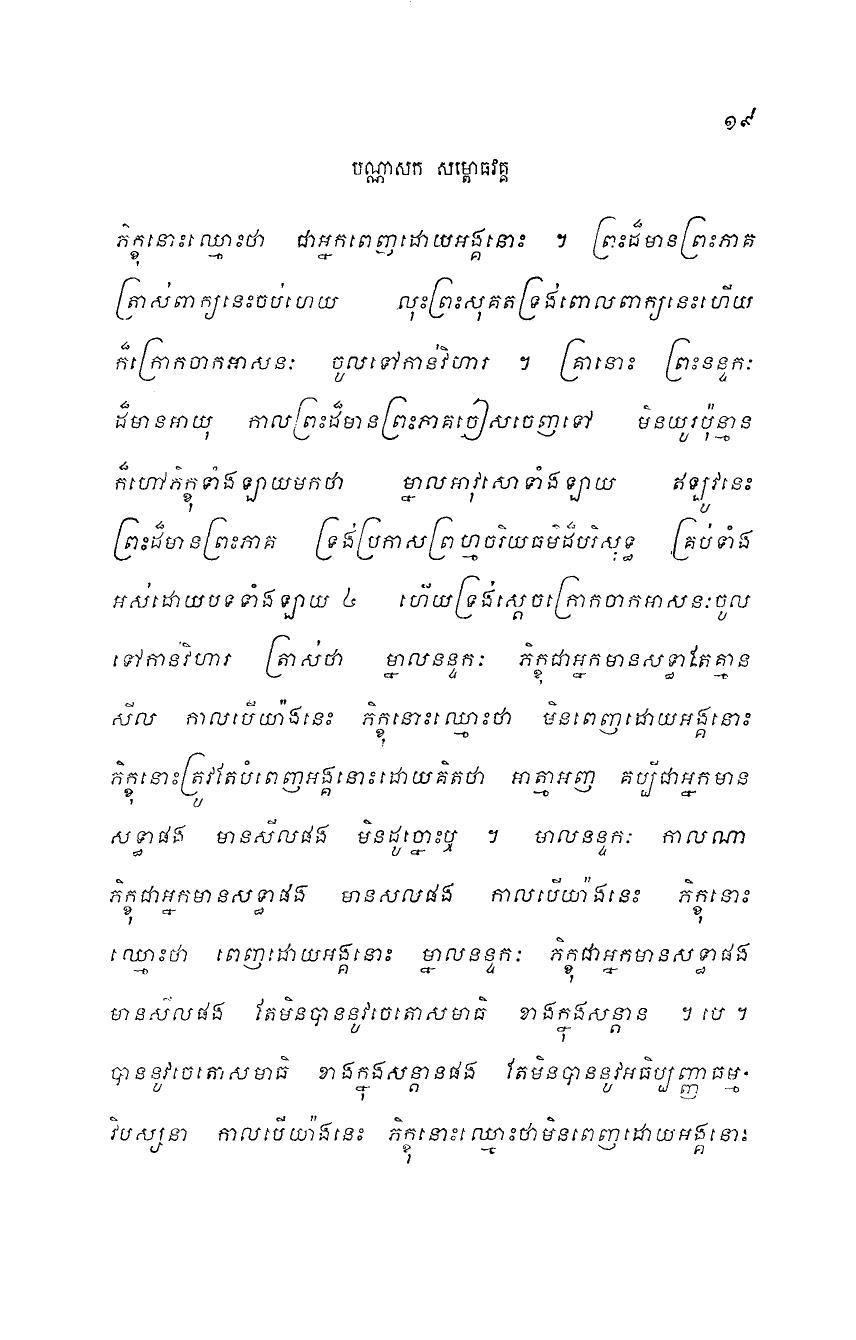 ១៩
បណ្ណាសក សម្ពោធវគ្គ
ភិក្ខុនោះឈ្មោះថា ជាអ្នកពេញដោយអង្គនោះ ។ ព្រះដ៏មានព្រះភាគ
ត្រាស់ពាក្យនេះចប់ហេយ លុះព្រះសុគតទ្រង់ពោលពាក្យនេះហើយ
ក៏ក្រោកចាកអាសនៈ ចូលទៅកាន់វិហារ ។ គ្រានោះ ព្រះនន្ទកៈ
ដ៏មានអាយុ កាលព្រះដ៏មានព្រះភាគចៀសចេញទៅ មិនយូរប៉ុន្មាន
ក៏ហៅភិក្ខុទាំងឡាយមកថា ម្នាលអាវុសោទាំងឡាយ ឥឡូវនេះ
ព្រះដ៏មានព្រះភាគ ទ្រង់ប្រកាសព្រហ្មចរិយធម៌ដ៏បរិសុទ្ធ គ្រប់ទាំង
អស់ដោយបទទាំងឡាយ ៤ ហើយទ្រង់ស្តេចក្រោកចាកអាសនៈចូល
ទៅកាន់វិហារ ត្រាស់ថា ម្នាលនន្ទកៈ ភិក្ខុជាអ្នកមានសទ្ធាតែគ្មាន
សីល កាលបើយ៉ាងនេះ ភិក្ខុនោះឈ្មោះថា មិនពេញដោយអង្គនោះ
ភិក្ខុនោះត្រូវតែបំពេញអង្គនោះដោយគិតថា អាត្មាអញ គប្បីជាអ្នកមាន
សទ្ធាផង មានសីលផង មិនដូច្នោះឬ ។ មាលនន្ទកៈ កាលណា
ភិក្ខុជាអ្នកមានសទ្ធាផង មានសលផង កាលបើយ៉ាងនេះ ភិក្ខុនោះ
ឈ្មោះថា ពេញដោយអង្គនោះ ម្នាលនន្ទកៈ ភិក្ខុជាអ្នកមានសទ្ធាផង
មានសីលផង តែមិនបាននូវចេតោសមាធិ ខាងក្នុងសន្តាន ។ បេ ។
បាននូវចេតោសមាធិ ខាងក្នុងសន្តានផង តែមិនបាននូវអធិប្បញ្ញាធម្ម-
វិបស្សនា កាលបើយ៉ាងនេះ ភិក្ខុនោះឈ្មោះថាមិនពេញដោយអង្គនោះ